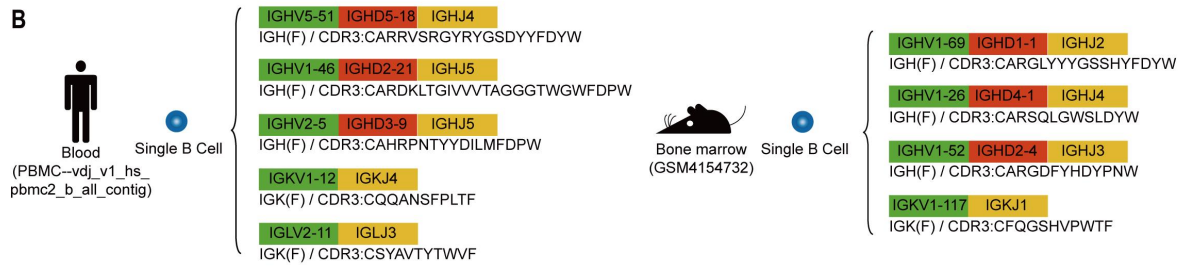 B
IGHV5-51 IGHD5-18 IGHJ4
IGH(F) / CDR3:CARRVSRGYRYGSDYYFDYW
IGHV1-46 IGHD2-21 IGHJ5
IGH(F) / CDR3:CARDKLTGIVVVTAGGGTWGWFDPW
IGHV2-5 IGHD3-9 IGHJ5
IGH(F) / CDR3:CAHRPNTYYDILMFDPW
IGKV1-12 IGKJ4
IGK(F) / CDR3:CQQANSFPLTF
IGLV2-11 IGLJ3
IGK(F) / CDR3:CSYAVTYTWVF
Blood
(PBMC--vdj_v1_hs_
pbmc2_b_all_contig)
Single B Cell
Bone marrow
(GSM4154732)
Single B Cell
IGHV1-69 IGHD1-1 IGHJ2
IGH(F) / CDR3:CARGLYYYGSSHYFDYW
IGHV1-26 IGHD4-1 IGHJ4
IGH(F) / CDR3:CARSQLGWSLDYW
IGHV1-52 IGHD2-4 IGHJ3
IGH(F) / CDR3:CARGDFYHDYPNW
IGKV1-117 IGKJ1
IGK(F) / CDR3:CFQGSHVPWTF